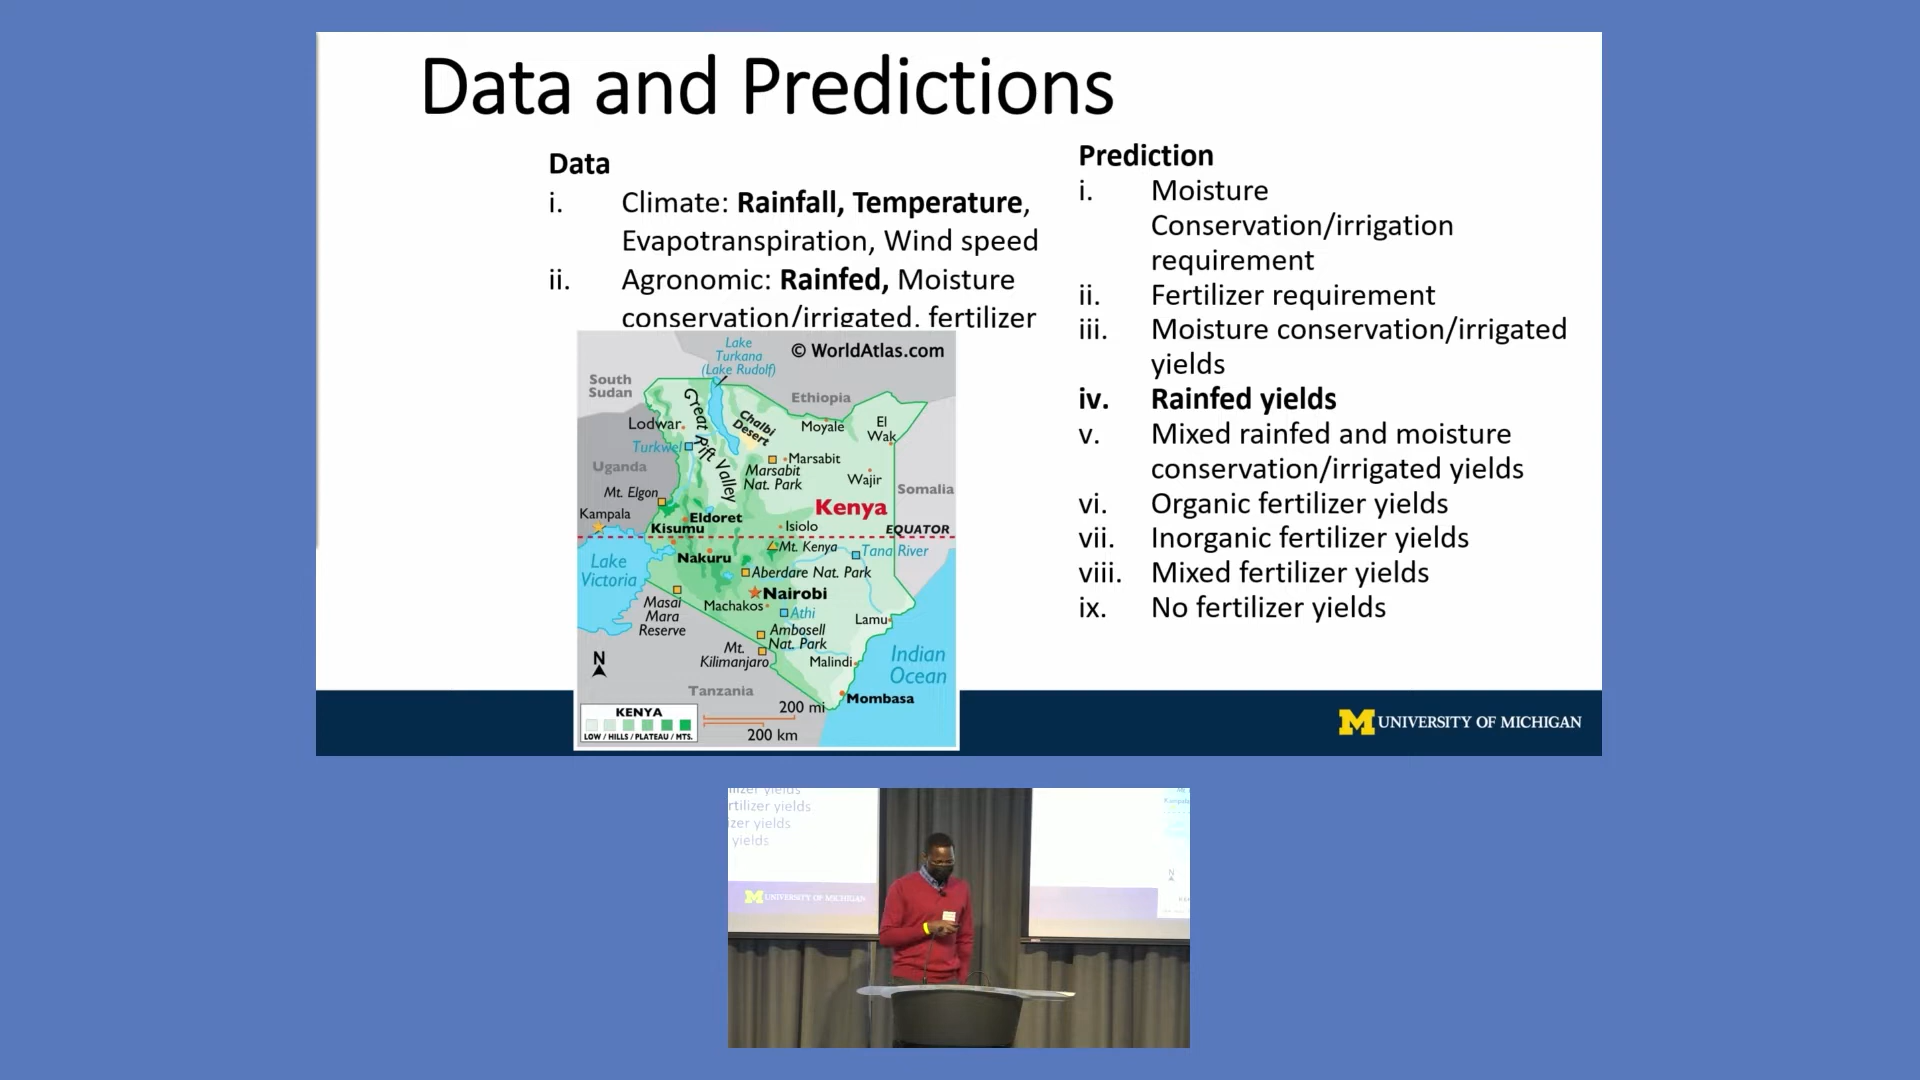 Data and Predictions
Data
i. Climate: Rainfall, Temperature,
Evapotranspiration, Wind speed
ii. Agronomic: Rainfed, Moisture
conservation/irrigated, fertilizer
Prediction
i. Moisture
Conservation/irrigation
requirement
ii. Fertilizer requirement
iii. Moisture conservation/irrigated
yields
iv. Rainfed yields
v. Mixed rainfed and moisture
conservation/irrigated yields
vi. Organic fertilizer yields
vii. Inorganic fertilizer yields
viii. Mixed fertilizer yields
ix. No fertilizer yields
© WorldAtlas.com
Lake
Turkana
(Lake Rudolf)
South
Sudan
Ethiopia
Great Rift Valley
Chalbi
Desert
Lodwar
Moyale
El
Wak
Turkwel
Uganda
Marsabit
Marsabit
Nat. Park
Wajir
Somalia
Mt. Elgon
Kenya
Kampala
Eldoret
Kisumu
Isiolo
EQUATOR
Mt. Kenya
Tana River
Nakuru
Lake
Victoria
Aberdare Nat. Park
Nairobi
Masai
Mara
Reserve
Machakos
Athi
Lamu
Ambosell
Nat. Park
Mt.
Kilimanjaro
Malindi
Indian
Ocean
N
Tanzania
Mombasa
200 mi
200 km
KENYA
LOW / HILLS / PLATEAU / MTS.
M UNIVERSITY OF MICHIGAN
lizer yields
rtilizer yields
izer yields
yields
M UNIVERSITY OF MICHIGAN
N